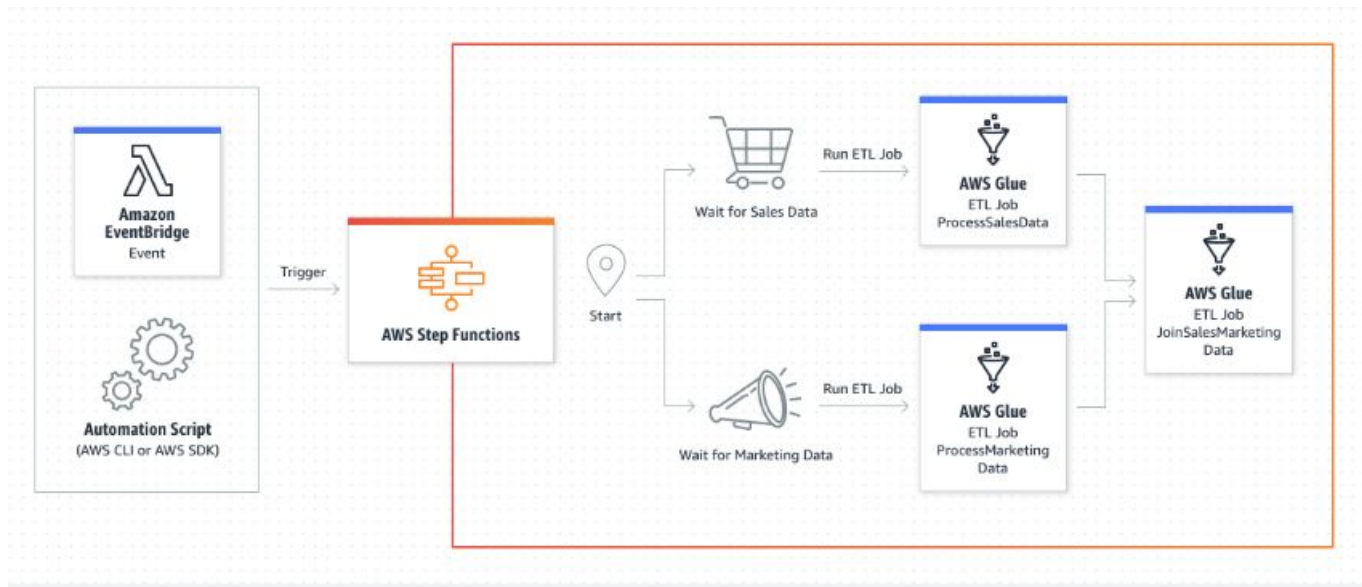 Amazon
EventBridge
Event
Automation Script
(AWS CLI or AWS SDK)
Trigger
AWS Step Functions
Start
Wait for Sales Data
Run ETL Job
AWS Glue
ETL Job
ProcessSalesData
Wait for Marketing Data
Run ETL Job
AWS Glue
ETL Job
ProcessMarketing
Data
AWS Glue
ETL Job
JoinSalesMarketing
Data